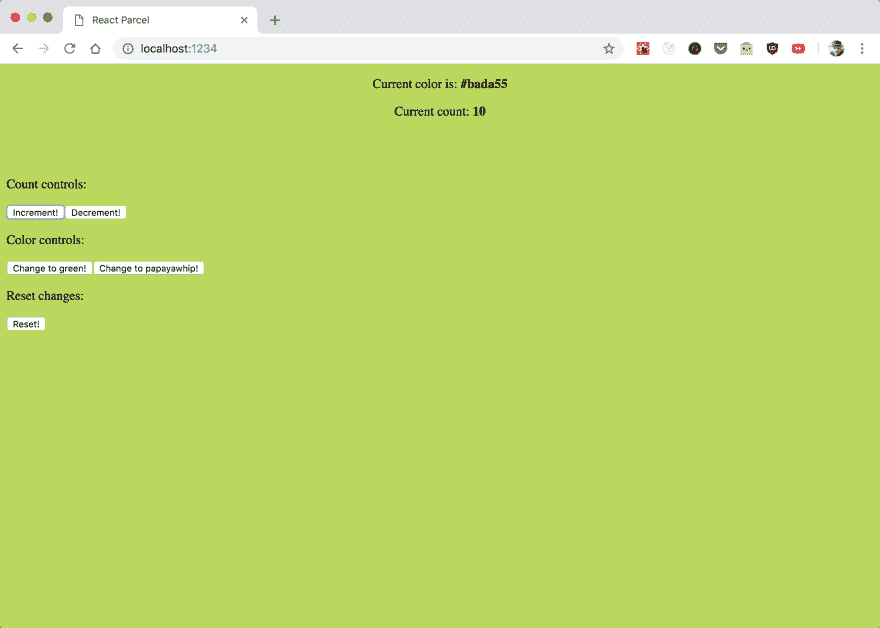 React Parcel
localhost:1234
Current color is: #bada55
Current count: 10
Count controls:
Increment! Decrement!
Color controls:
Change to green! Change to papayawhip!
Reset changes:
Reset!